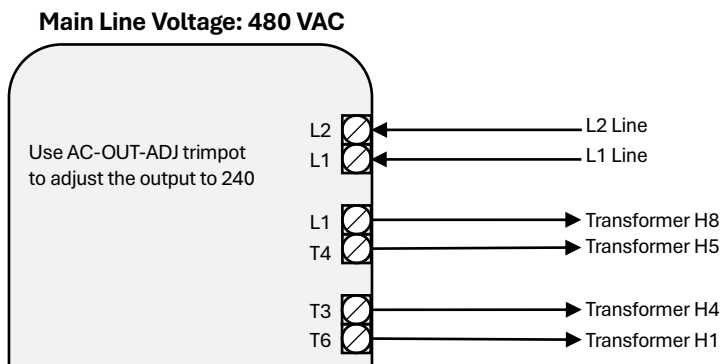 Main Line Voltage: 480 VAC
L2
L2 Line
Use AC-OUT-ADJ trimpot
L1
L1 Line
to adjust the output to 240
L1
Transformer H8
T4
Transformer H5
T3
Transformer H4
T6
Transformer H1